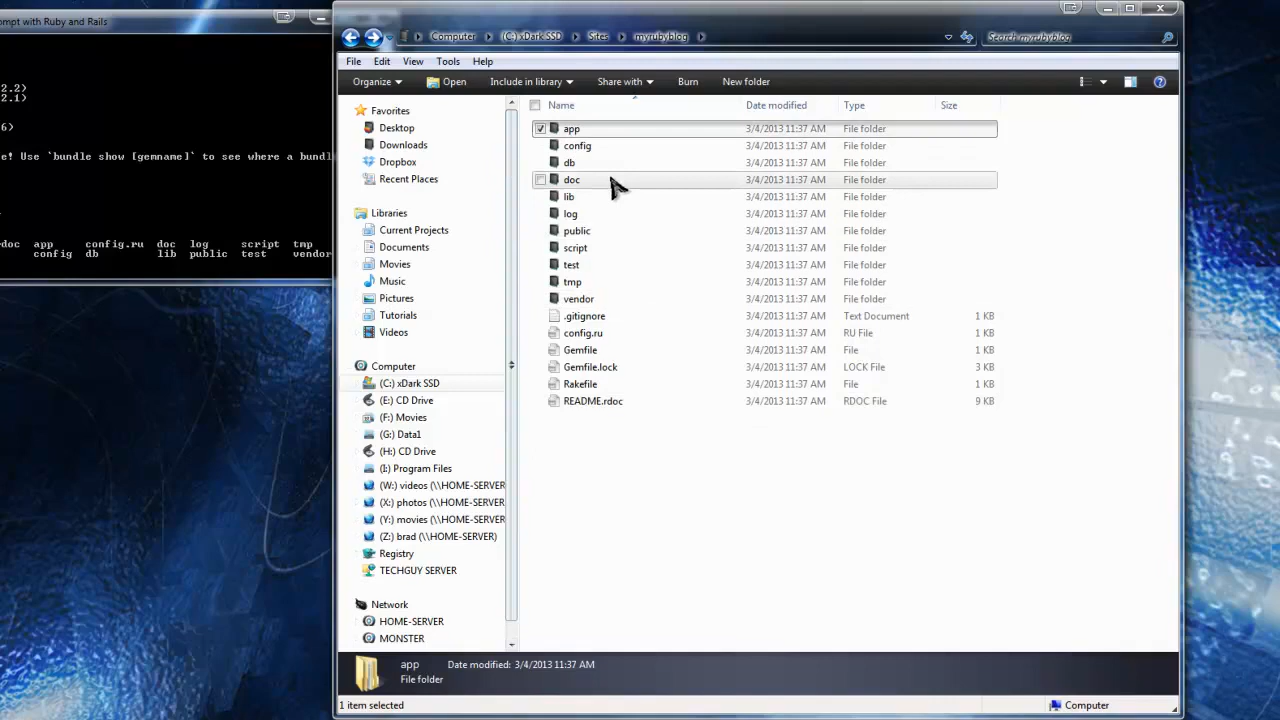 ompt with Ruby and Rails
2.2)
2.1)
6)
e! Use `bundle show [gemname]` to see where a bundl
rdoc app config.ru doc log script tmp
config db lib public test vendor
Computer (C:) xDark SSD Sites myrubyblog
Search myrubyblog
File Edit View Tools Help
Organize Open Include in library Share with Burn New folder
Name Date modified Type Size
Favorites
Desktop
Downloads
Dropbox
Recent Places
Libraries
Current Projects
Documents
Movies
Music
Pictures
Tutorials
Videos
Computer
(C:) xDark SSD
(E:) CD Drive
(F:) Movies
(G:) Data1
(H:) CD Drive
(I:) Program Files
(W:) videos (\\HOME-SERVER
(X:) photos (\\HOME-SERVER
(Y:) movies (\\HOME-SERVER
(Z:) brad (\\HOME-SERVER)
Registry
TECHGUY SERVER
Network
HOME-SERVER
MONSTER
app 3/4/2013 11:37 AM File folder
config 3/4/2013 11:37 AM File folder
db 3/4/2013 11:37 AM File folder
doc 3/4/2013 11:37 AM File folder
lib 3/4/2013 11:37 AM File folder
log 3/4/2013 11:37 AM File folder
public 3/4/2013 11:37 AM File folder
script 3/4/2013 11:37 AM File folder
test 3/4/2013 11:37 AM File folder
tmp 3/4/2013 11:37 AM File folder
vendor 3/4/2013 11:37 AM File folder
.gitignore 3/4/2013 11:37 AM Text Document 1 KB
config.ru 3/4/2013 11:37 AM RU File 1 KB
Gemfile 3/4/2013 11:37 AM File 1 KB
Gemfile.lock 3/4/2013 11:37 AM LOCK File 3 KB
Rakefile 3/4/2013 11:37 AM File 1 KB
README.rdoc 3/4/2013 11:37 AM RDOC File 9 KB
app Date modified: 3/4/2013 11:37 AM
File folder
1 item selected Computer